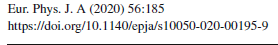 Eur. Phys. J. A (2020) 56:185
https://doi.org/10.1140/epja/s10050-020-00195-9